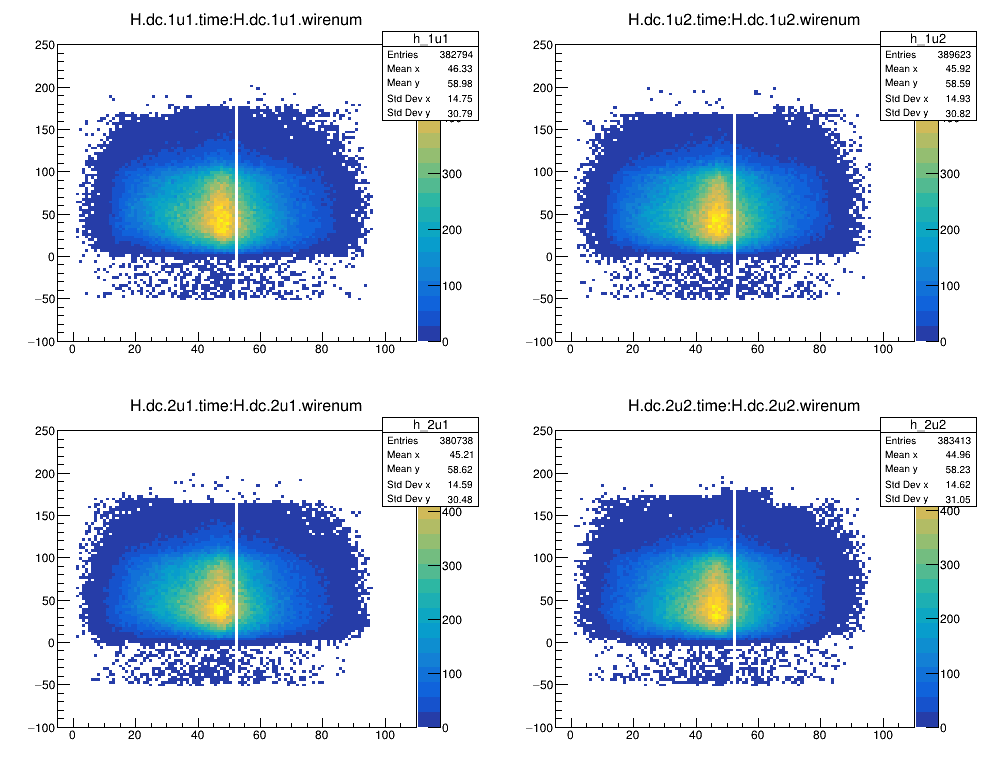 H.dc.1u1.time:H.dc.1u1.wirenum
h_1u1
Entries 382794
Mean x 46.33
Mean y 58.98
Std Dev x 14.75
Std Dev y 30.79
250
200
150
100
50
0
−50
−100
0 20 40 60 80 100
300
200
100
0
H.dc.1u2.time:H.dc.1u2.wirenum
h_1u2
Entries 389623
Mean x 45.92
Mean y 58.59
Std Dev x 14.93
Std Dev y 30.82
250
200
150
100
50
0
−50
−100
0 20 40 60 80 100
300
200
100
0
H.dc.2u1.time:H.dc.2u1.wirenum
h_2u1
Entries 380738
Mean x 45.21
Mean y 58.62
Std Dev x 14.59
Std Dev y 30.48
250
200
150
100
50
0
−50
−100
0 20 40 60 80 100
400
300
200
100
0
H.dc.2u2.time:H.dc.2u2.wirenum
h_2u2
Entries 383413
Mean x 44.96
Mean y 58.23
Std Dev x 14.62
Std Dev y 31.05
250
200
150
100
50
0
−50
−100
0 20 40 60 80 100
400
300
200
100
0